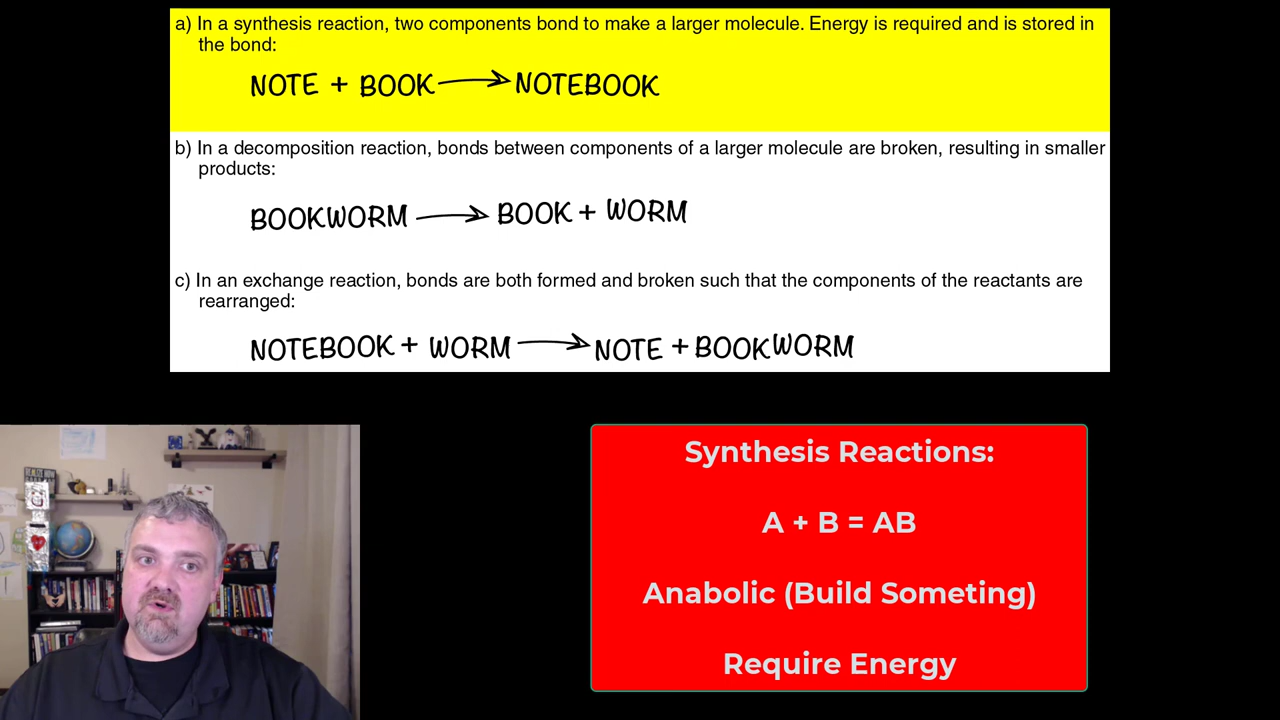 a) In a synthesis reaction, two components bond to make a larger molecule. Energy is required and is stored in
the bond:
NOTE + BOOK → NOTEBOOK
b) In a decomposition reaction, bonds between components of a larger molecule are broken, resulting in smaller
products:
BOOKWORM → BOOK + WORM
c) In an exchange reaction, bonds are both formed and broken such that the components of the reactants are
rearranged:
NOTEBOOK + WORM → NOTE + BOOKWORM
Synthesis Reactions:
A + B = AB
Anabolic (Build Someting)
Require Energy